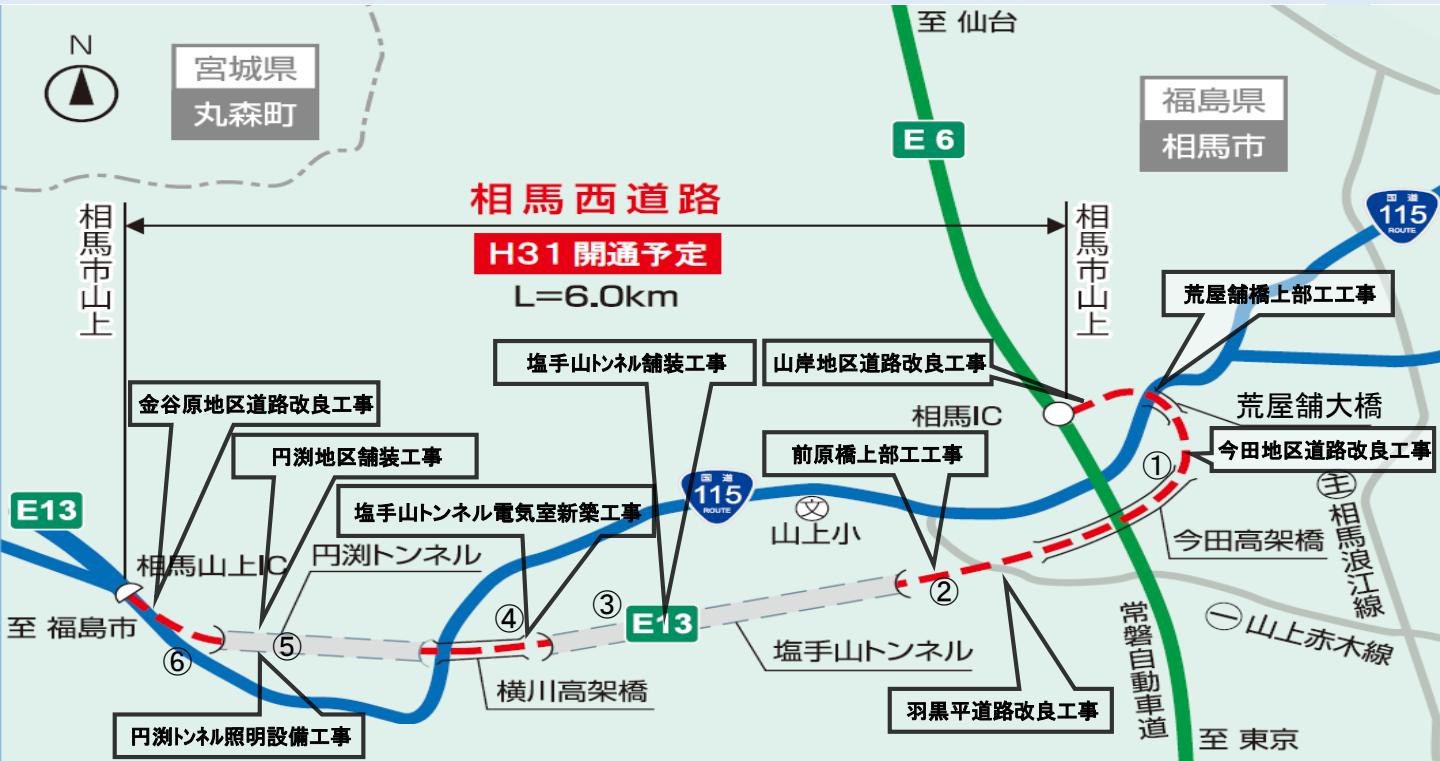 至 仙台
N
宮城県
丸森町
福島県
相馬市
E 6
相馬西道路
国道
115
ROUTE
相馬市山上
相馬市山上
H31 開通予定
L=6.0km
荒屋舗橋上部工工事
塩手山トンネル舗装工事
山岸地区道路改良工事
金谷原地区道路改良工事
相馬IC
荒屋舗大橋
円渕地区舗装工事
前原橋上部工工事
今田地区道路改良工事
①
国道
115
ROUTE
主 相馬浪江線
E13
塩手山トンネル電気室新築工事
文
山上小
今田高架橋
円渕トンネル
相馬山上IC
②
③
E13
④
至 福島市
⑤
⑥
一 山上赤木線
常磐自動車道
塩手山トンネル
横川高架橋
羽黒平道路改良工事
円渕トンネル照明設備工事
至 東京